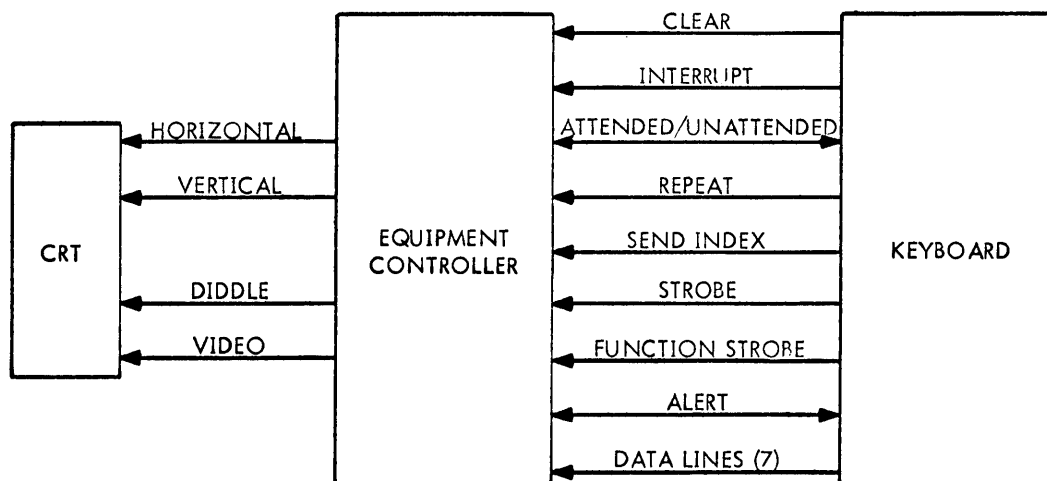 CLEAR
INTERRUPT
HORIZONTAL
ATTENDED/UNATTENDED
VERTICAL
REPEAT
CRT
EQUIPMENT
CONTROLLER
SEND INDEX
KEYBOARD
DIDDLE
STROBE
VIDEO
FUNCTION STROBE
ALERT
DATA LINES (7)